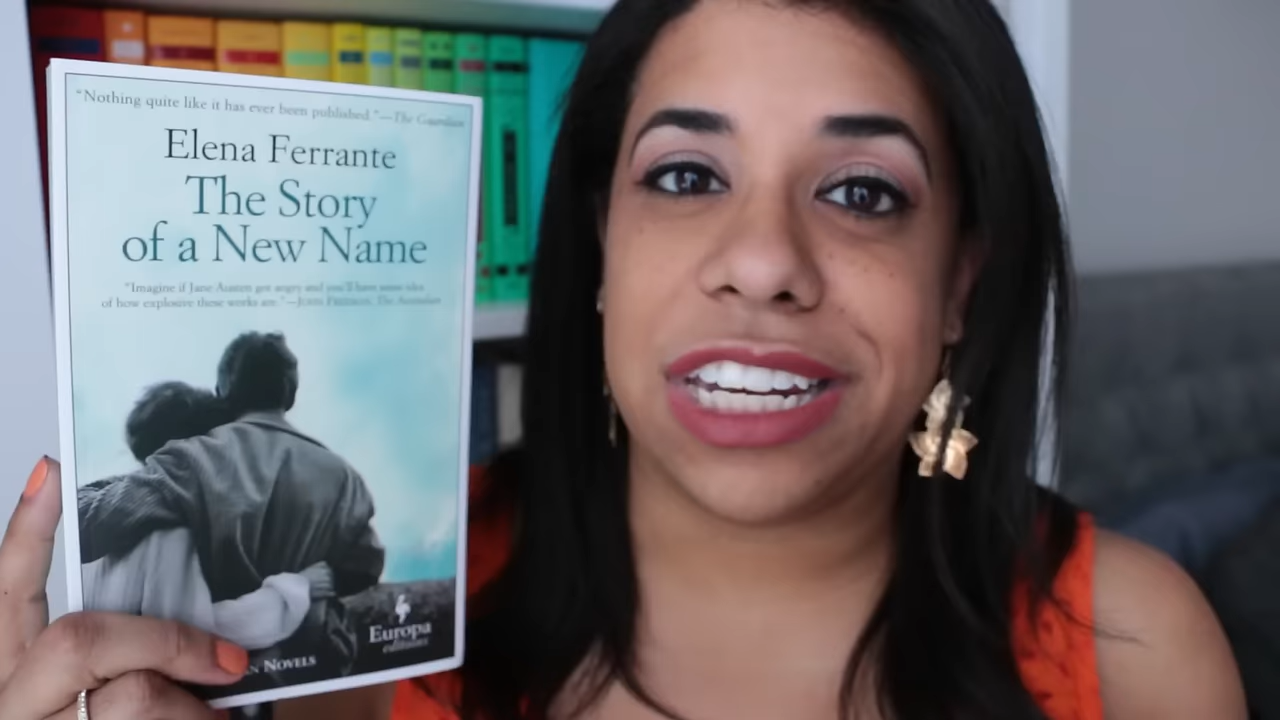 "Nothing quite like it has ever been published."—The Guardian
Elena Ferrante
The Story
of a New Name
"Imagine if Jane Austen got angry and you'll have some idea
of how explosive these works are."—John Freeman, The Australian
Europa
editions
Novels